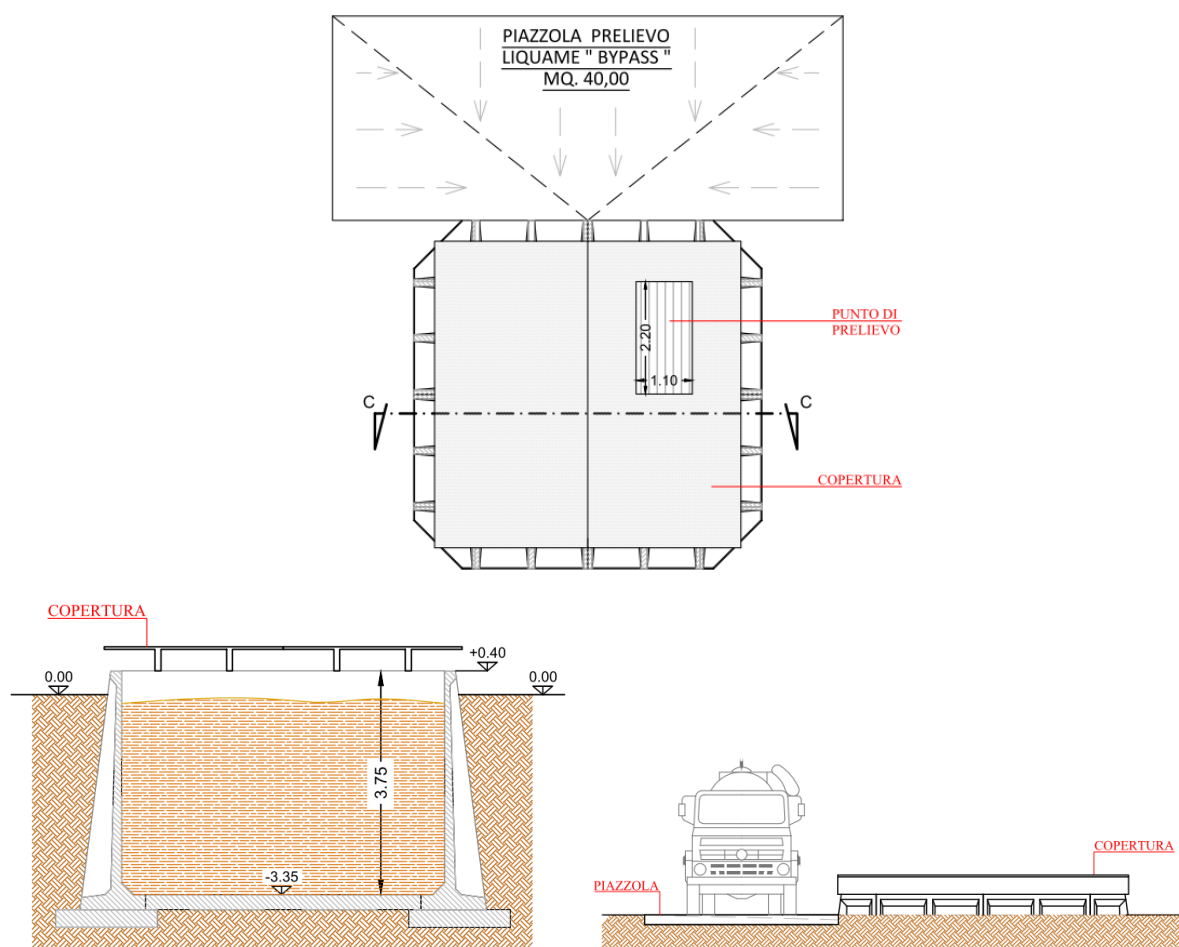 PIAZZOLA PRELIEVO
LIQUAME " BYPASS "
MQ. 40,00
PUNTO DI
PRELIEVO
2.20
1.10
C
C
COPERTURA
COPERTURA
+0.40
0.00
0.00
3.75
-3.35
COPERTURA
PIAZZOLA